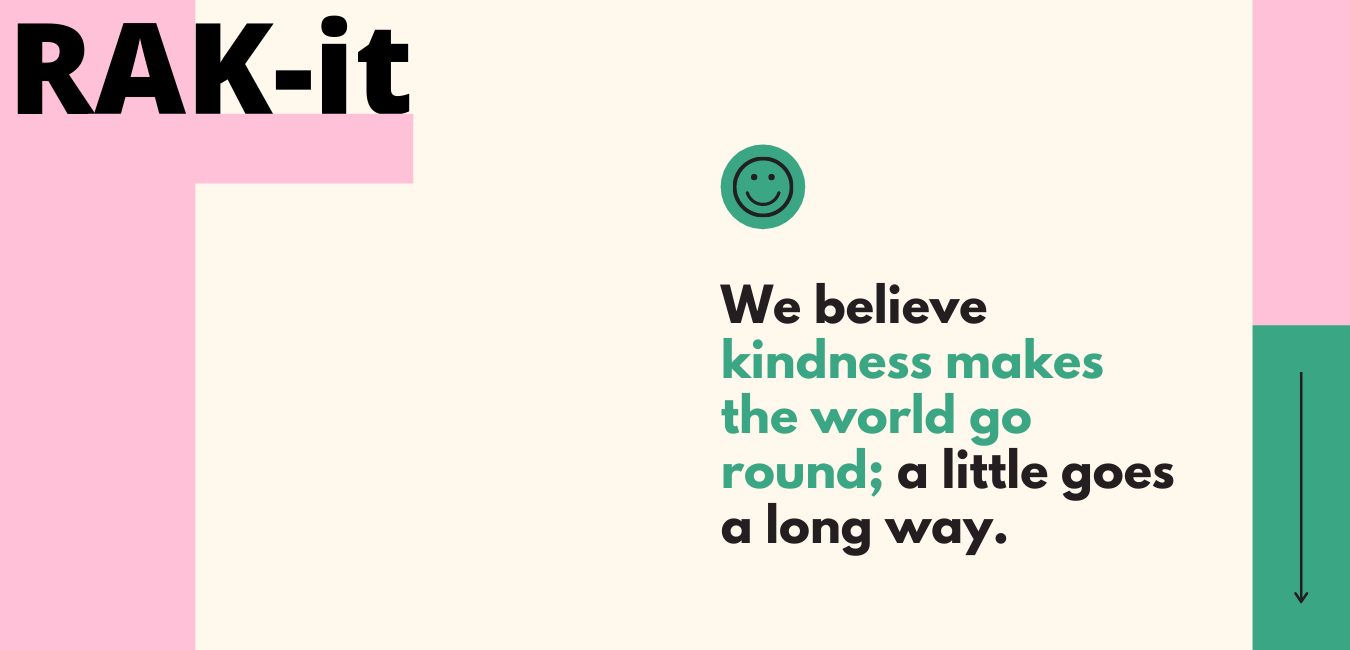 RAK-it
We believe
kindness makes
the world go
round; a little goes
a long way.